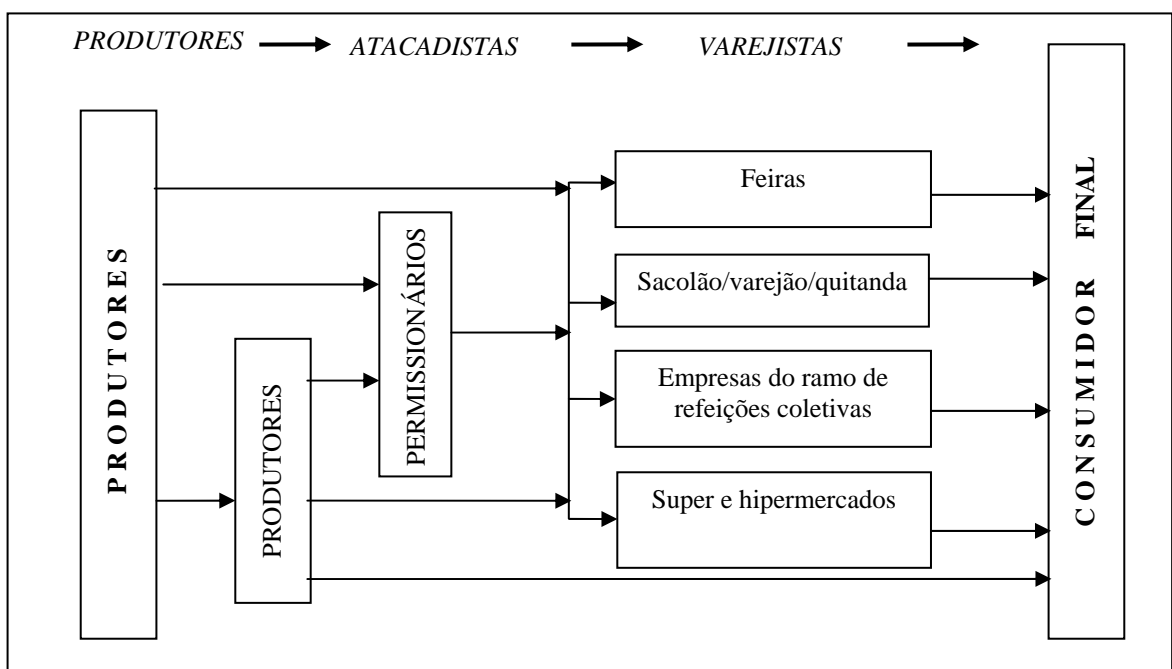 PRODUTORES
ATACADISTAS
VAREJISTAS
PRODUTORES
PRODUTORES
PERMISSIONÁRIOS
Feiras
Sacolão/varejão/quitanda
Empresas do ramo de
refeições coletivas
Super e hipermercados
CONSUMIDOR FINAL